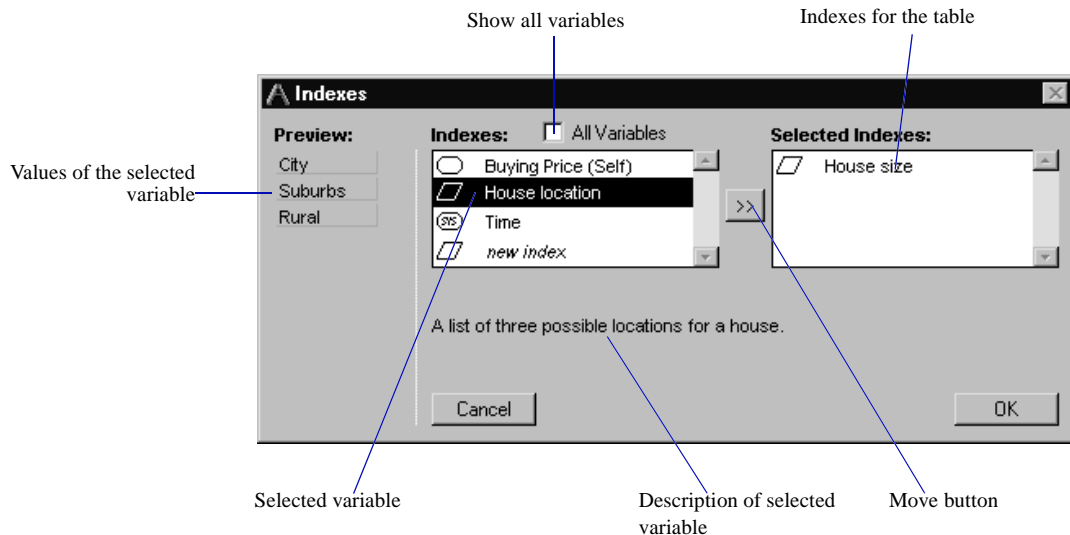 Show all variables
Indexes for the table
Indexes
Preview:
Indexes:
All Variables
Selected Indexes:
Values of the selected
variable
City
Suburbs
Rural
Buying Price (Self)
House location
SYS
Time
new index
>>
House size
A list of three possible locations for a house.
Cancel
OK
Selected variable
Description of selected
variable
Move button